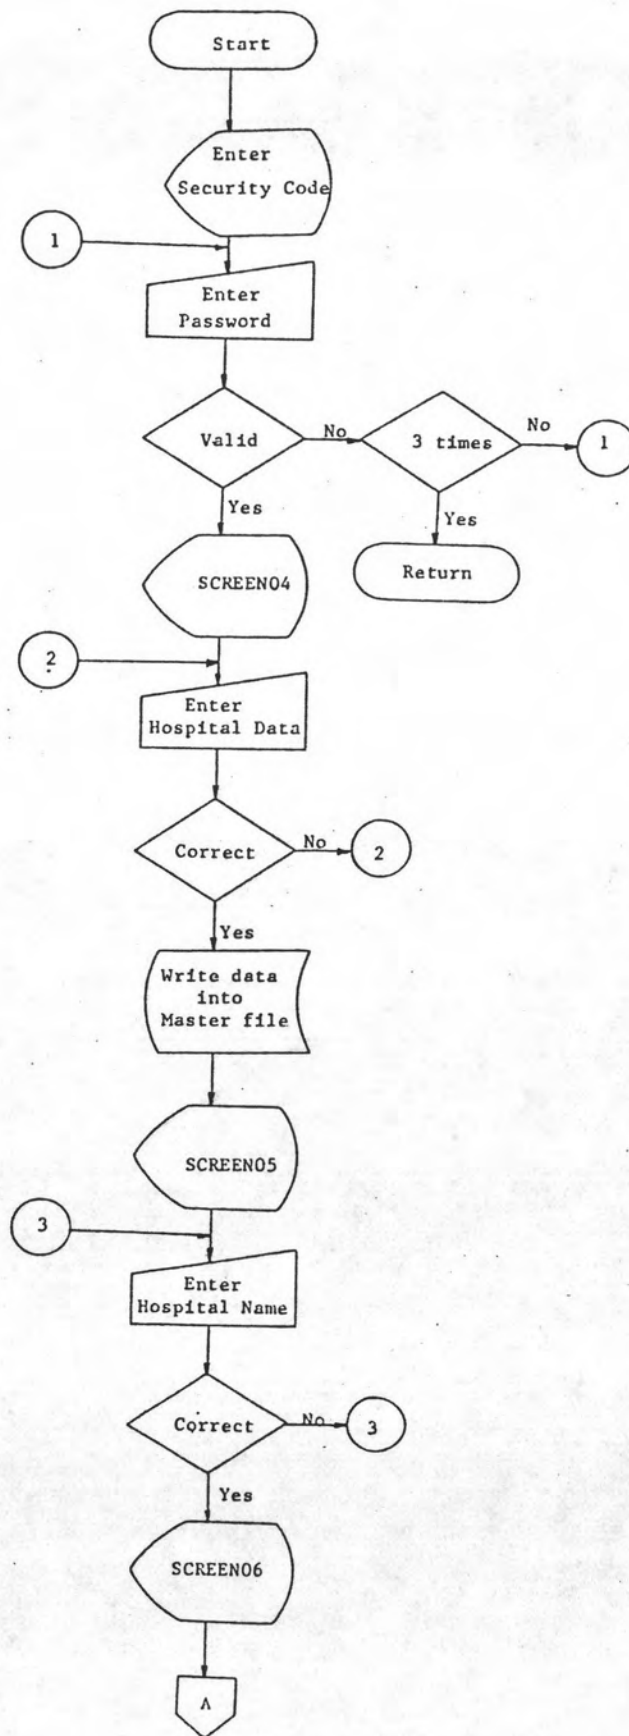 Start
Enter
Security Code
1
Enter
Password
Valid
No
3 times
No
1
Yes
Yes
SCREEN04
Return
2
Enter
Hospital Data
Correct
No
2
Yes
Write data
into
Master file
SCREEN05
3
Enter
Hospital Name
Correct
No
3
Yes
SCREEN06
A